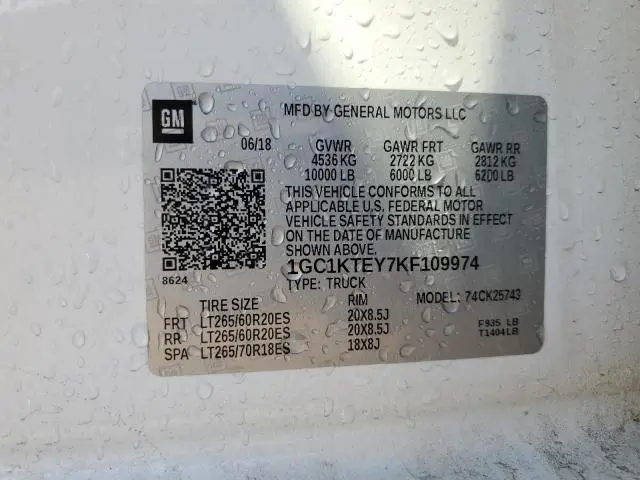 GM
MFD BY GENERAL MOTORS LLC
06/18 GVWR GAWR FRT GAWR RR
4536 KG 2722 KG 2812 KG
10000 LB 6000 LB 6200 LB
THIS VEHICLE CONFORMS TO ALL
APPLICABLE U.S. FEDERAL MOTOR
VEHICLE SAFETY STANDARDS IN EFFECT
ON THE DATE OF MANUFACTURE
SHOWN ABOVE.
1GC1KTEY7KF109974
8624
TYPE: TRUCK
TIRE SIZE RIM MODEL: 74CK25743
FRT LT265/60R20ES 20X8.5J
RR LT265/60R20ES 20X8.5J
SPA LT265/70R18ES 18X8J
F935 LB
T1404LB